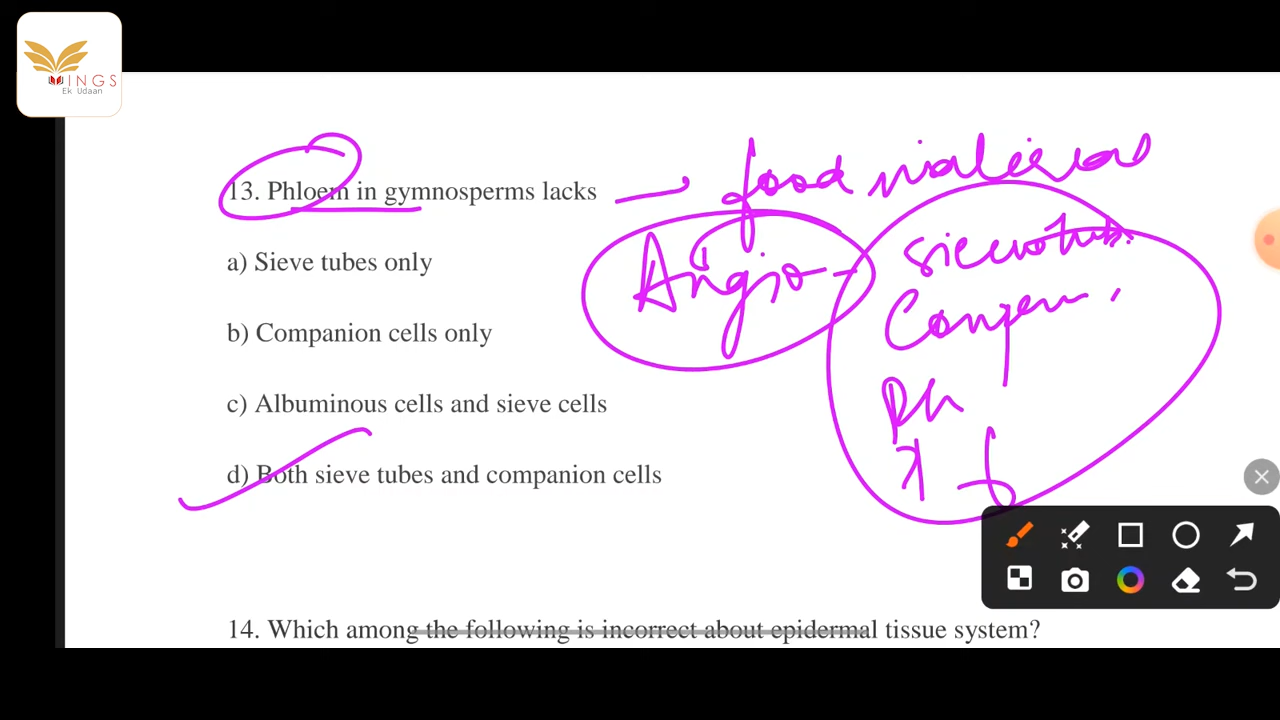 WINGS
Ek Udaan
13. Phloem in gymnosperms lacks
food
a) Sieve tubes only
Angio -
b) Companion cells only
c) Albuminous cells and sieve cells
d) Both sieve tubes and companion cells
14. Which among the following is incorrect about epidermal tissue system?